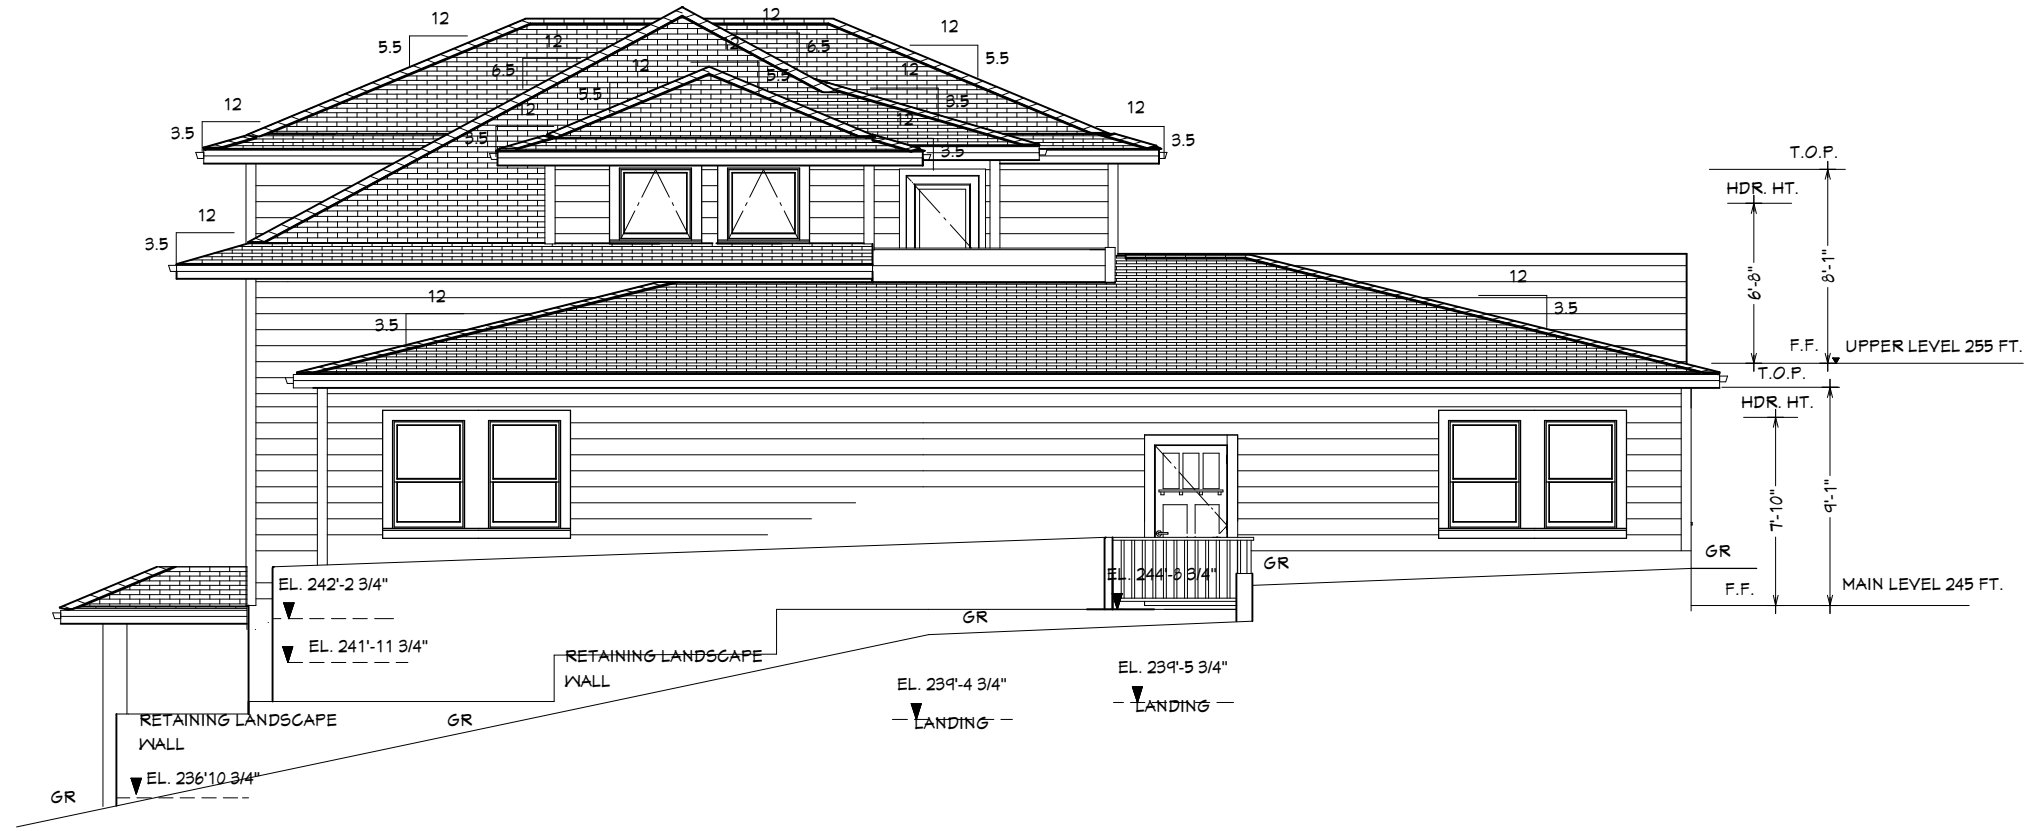 12
12
12
5.5
12
12
6.5
5.5
6.5
12
12
5.5
5.5
3.5
12
12
12
12
3.5
3.5
3.5
3.5
T.O.P.
HDR. HT.
12
3.5
6'-8"
8'-1"
12
12
3.5
3.5
F.F.
UPPER LEVEL 255 FT.
T.O.P.
HDR. HT.
7'-10"
9'-1"
GR
GR
EL. 242'-2 3/4"
EL. 244'-8 3/4"
F.F.
MAIN LEVEL 245 FT.
GR
EL. 241'-11 3/4"
RETAINING LANDSCAPE
WALL
EL. 239'-5 3/4"
LANDING
EL. 239'-4 3/4"
LANDING
RETAINING LANDSCAPE
WALL
GR
EL. 236'10 3/4"
GR